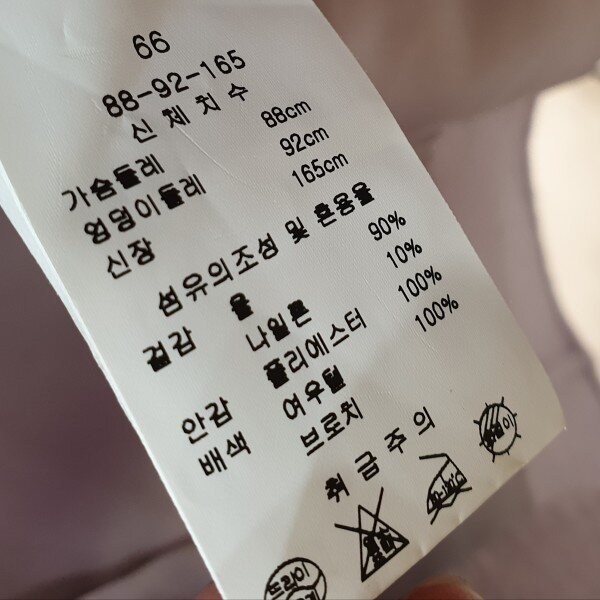 66
88-92-165
신체치수
가슴둘레 88cm
엉덩이둘레 92cm
신장 165cm
섬유의조성 및 혼용율
겉감 울 90%
나일론 10%
안감 폴리에스터 100%
배색 여우털 100%
브로치
취급주의
드라이